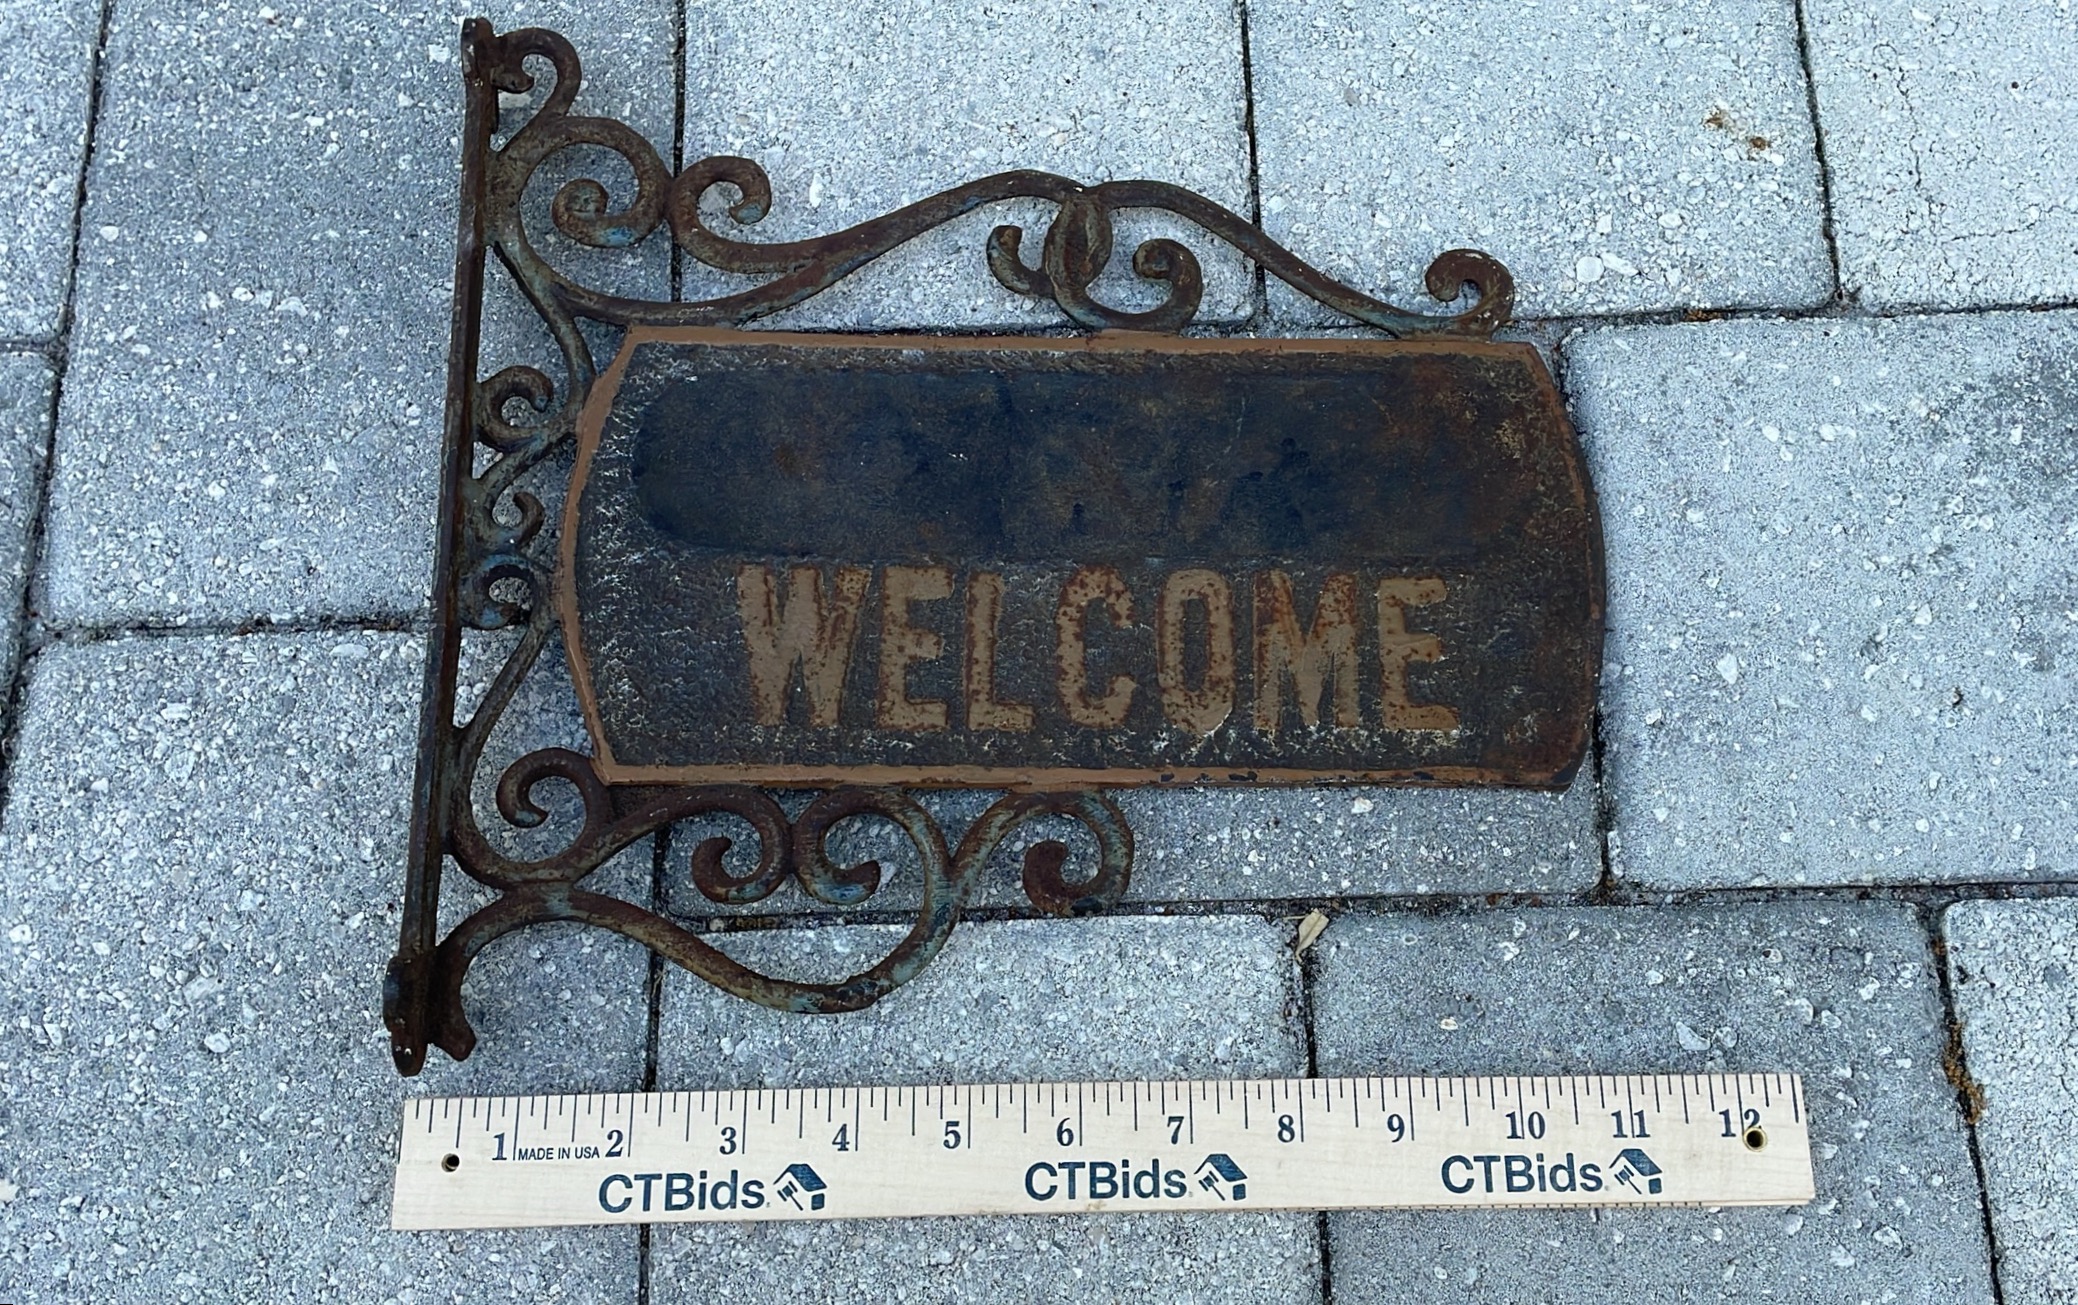 WELCOME
1 2 3 4 5 6 7 8 9 10 11 12
MADE IN USA
CTBids. CTBids. CTBids.